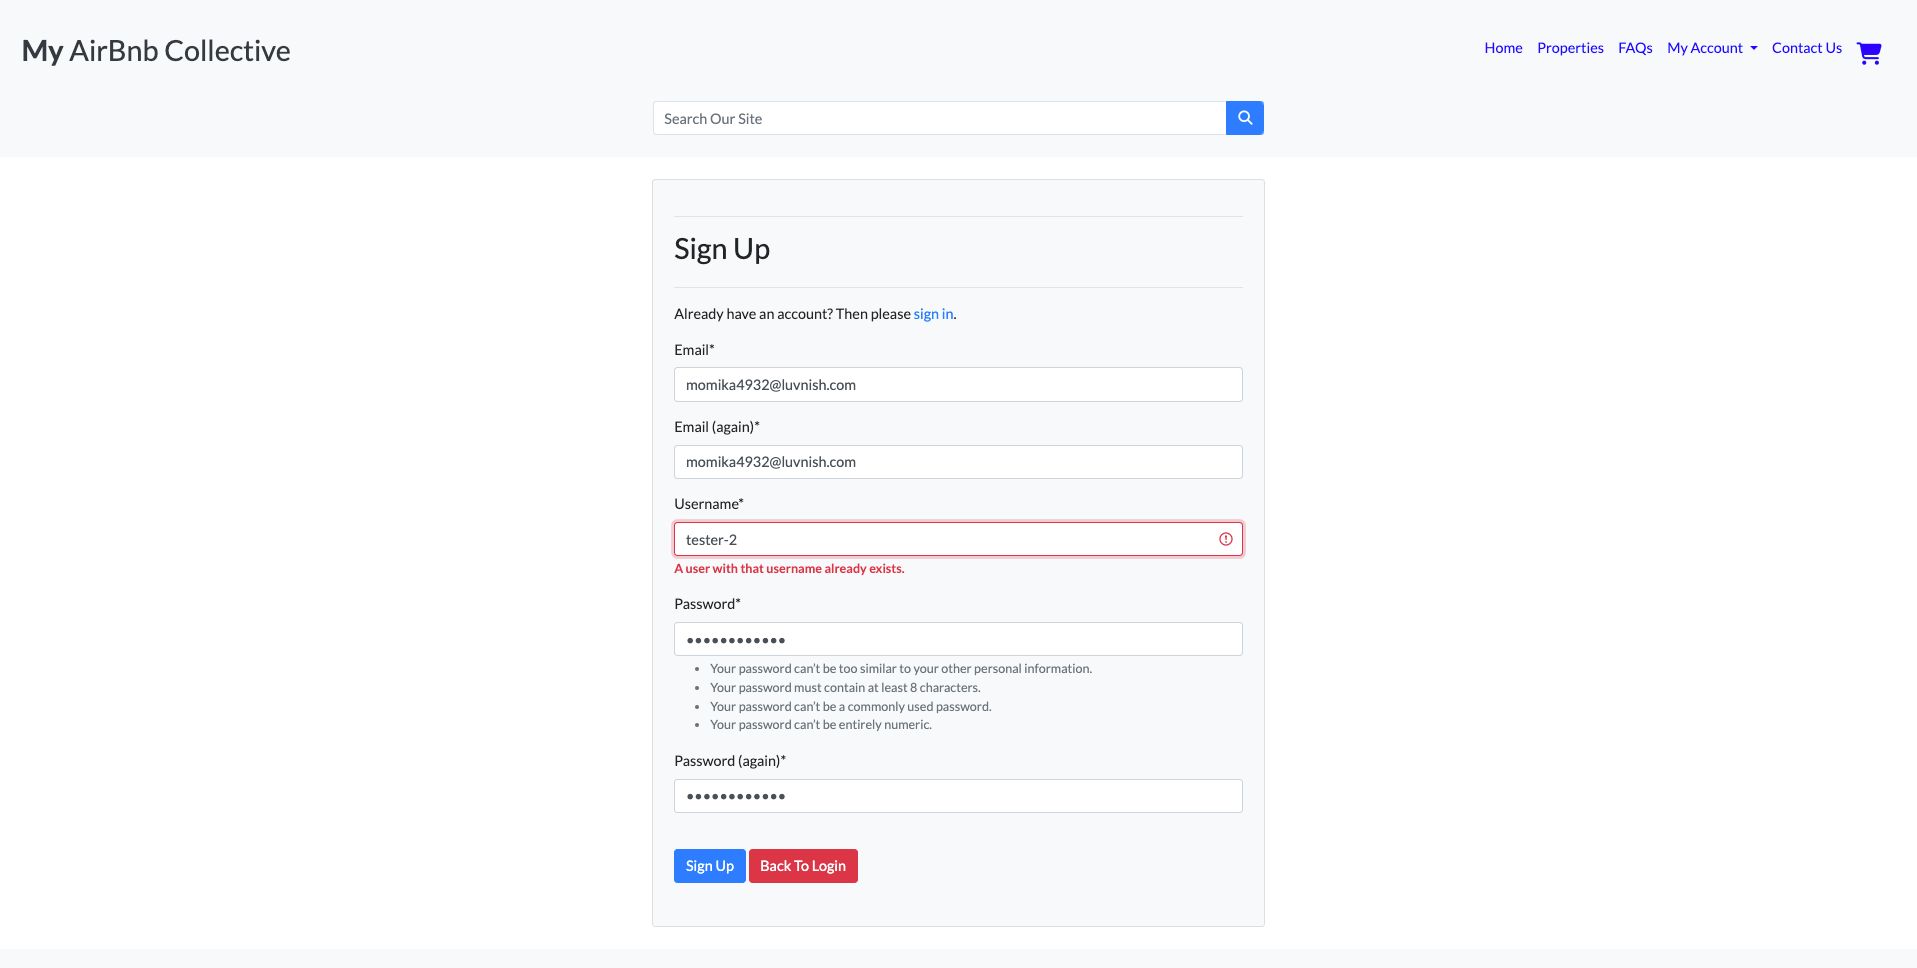 My AirBnb Collective
Home Properties FAQs My Account Contact Us
Search Our Site
Sign Up
Already have an account? Then please sign in.
Email*
momika4932@luvnish.com
Email (again)*
momika4932@luvnish.com
Username*
tester-2
A user with that username already exists.
Password*
••••••••••••
• Your password can't be too similar to your other personal information.
• Your password must contain at least 8 characters.
• Your password can't be a commonly used password.
• Your password can't be entirely numeric.
Password (again)*
••••••••••••
Sign Up Back To Login